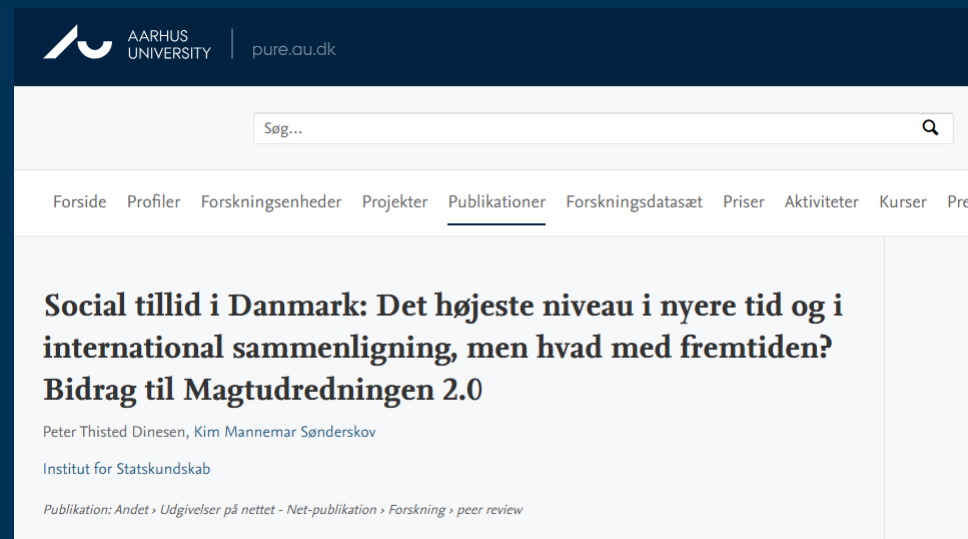 AARHUS
UNIVERSITY
pure.au.dk
Søg...
Forside Profiler Forskningsenheder Projekter Publikationer Forskningsdatasæt Priser Aktiviteter Kurser Pre
Social tillid i Danmark: Det højeste niveau i nyere tid og i
international sammenligning, men hvad med fremtiden?
Bidrag til Magtudredningen 2.0
Peter Thisted Dinesen, Kim Mannemar Sønderskov
Institut for Statskundskab
Publikation: Andet › Udgivelser på nettet - Net-publikation › Forskning › peer review